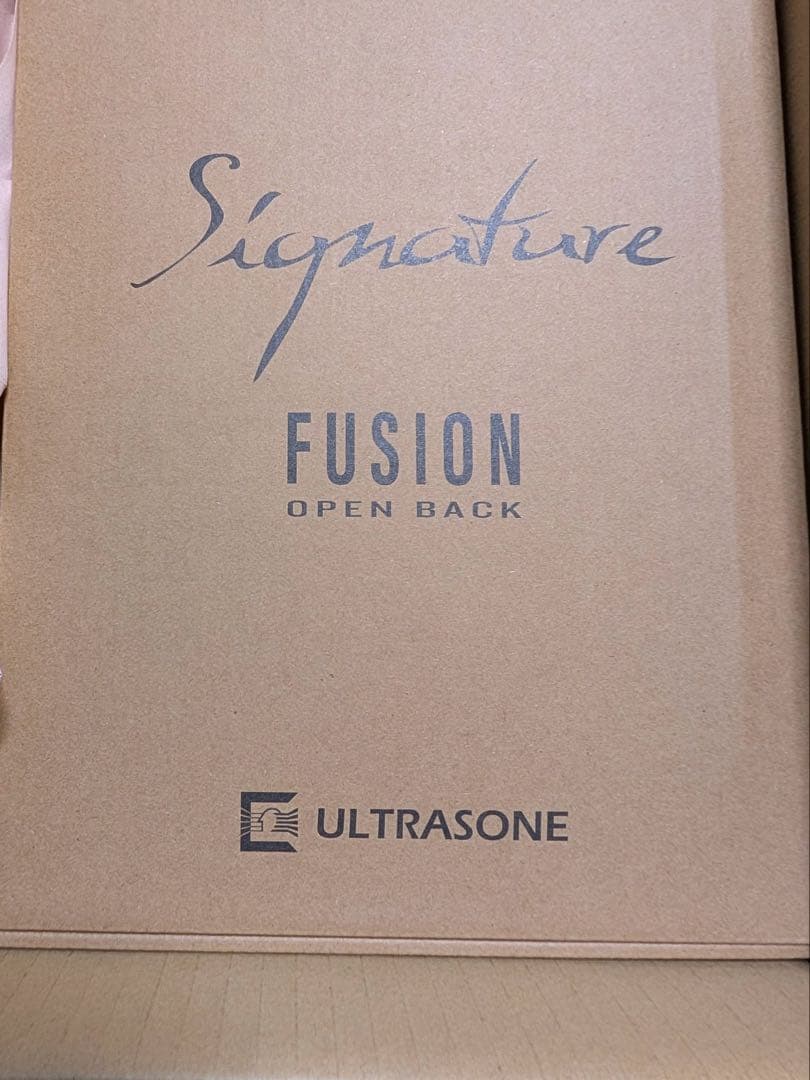 Signature
FUSION
OPEN BACK
ULTRASONE